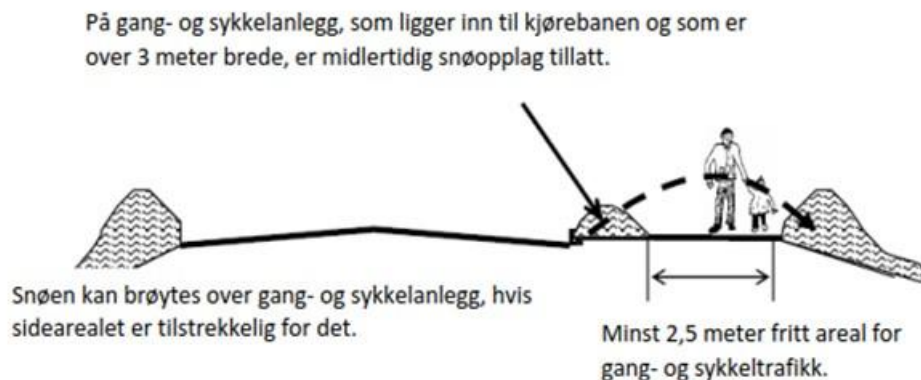 På gang- og sykkelanlegg, som ligger inn til kjørebanen og som er
over 3 meter brede, er midlertidig snøopplag tillatt.
Snøen kan brøytes over gang- og sykkelanlegg, hvis
sidearealet er tilstrekkelig for det.
Minst 2,5 meter fritt areal for
gang- og sykkeltrafikk.